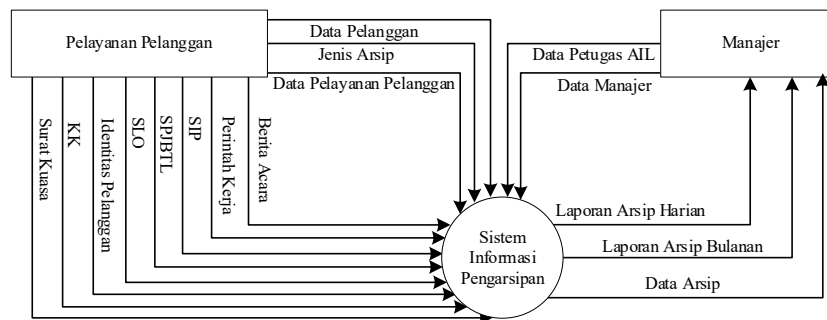 Pelayanan Pelanggan
Data Pelanggan
Jenis Arsip
Data Pelayanan Pelanggan
Data Petugas AIL
Data Manajer
Manajer
Surat Kuasa
KK
Identitas Pelanggan
SLO
SPJBTL
SIP
Perintah Kerja
Berita Acara
Sistem
Informasi
Pengarsipan
Laporan Arsip Harian
Laporan Arsip Bulanan
Data Arsip